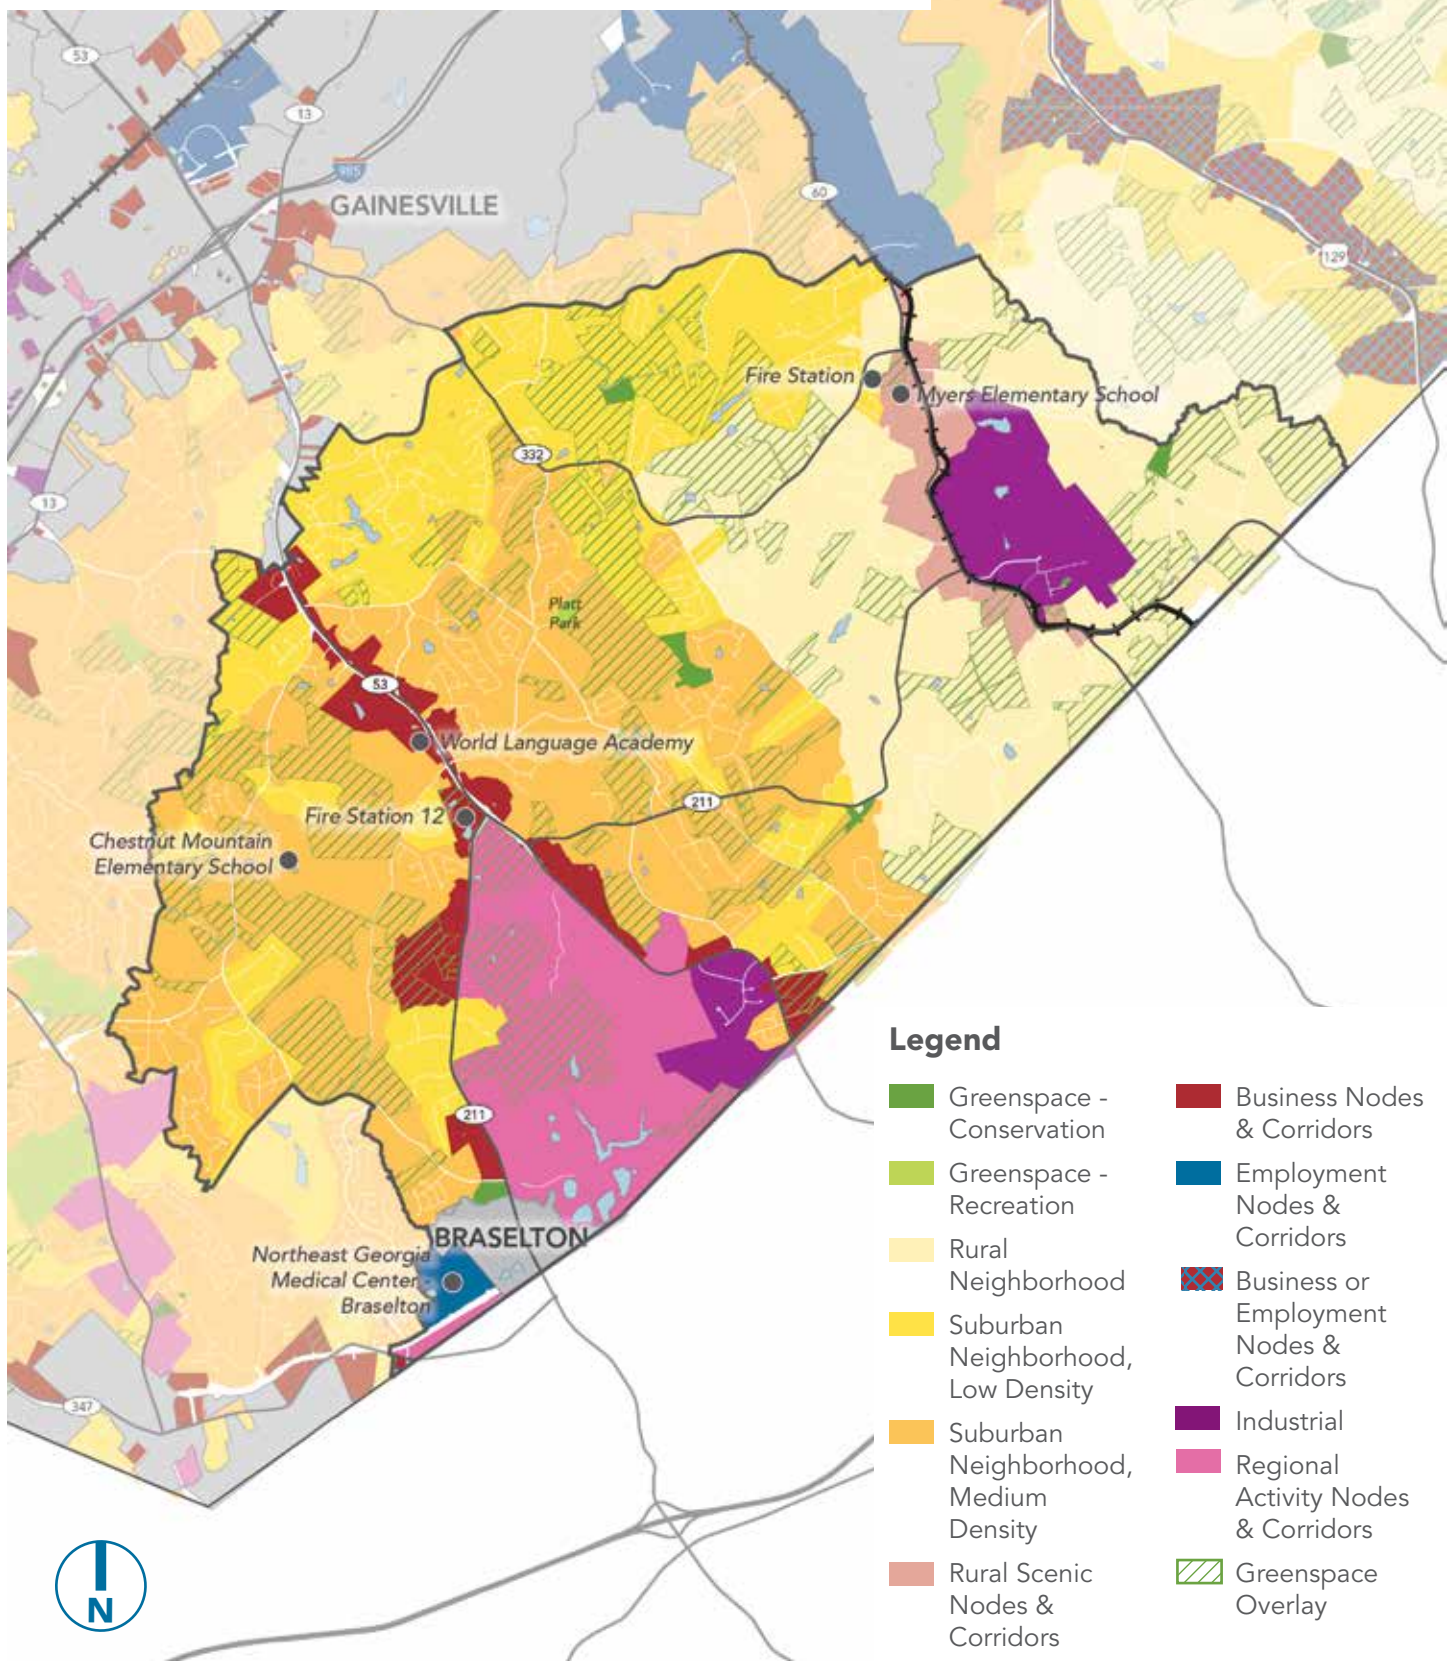 53
13
985
GAINESVILLE
60
129
Fire Station
Myers Elementary School
332
13
Platt
Park
53
World Language Academy
211
Fire Station 12
Chestnut Mountain
Elementary School
211
BRASELTON
Northeast Georgia
Medical Center
Braselton
347
N
Legend
Greenspace -
Conservation
Greenspace -
Recreation
Rural
Neighborhood
Suburban
Neighborhood,
Low Density
Suburban
Neighborhood,
Medium
Density
Rural Scenic
Nodes &
Corridors
Business Nodes
& Corridors
Employment
Nodes &
Corridors
Business or
Employment
Nodes &
Corridors
Industrial
Regional
Activity Nodes
& Corridors
Greenspace
Overlay